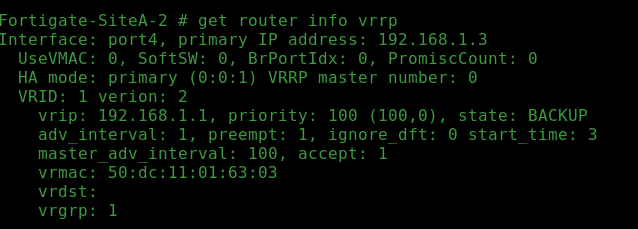 Fortigate-SiteA-2 # get router info vrrp
Interface: port4, primary IP address: 192.168.1.3
UseVMAC: 0, SoftSW: 0, BrPortIdx: 0, PromiscCount: 0
HA mode: primary (0:0:1) VRRP master number: 0
VRID: 1 verion: 2
vrip: 192.168.1.1, priority: 100 (100,0), state: BACKUP
adv_interval: 1, preempt: 1, ignore_dft: 0 start_time: 3
master_adv_interval: 100, accept: 1
vrmac: 50:dc:11:01:63:03
vrdst:
vrgrp: 1